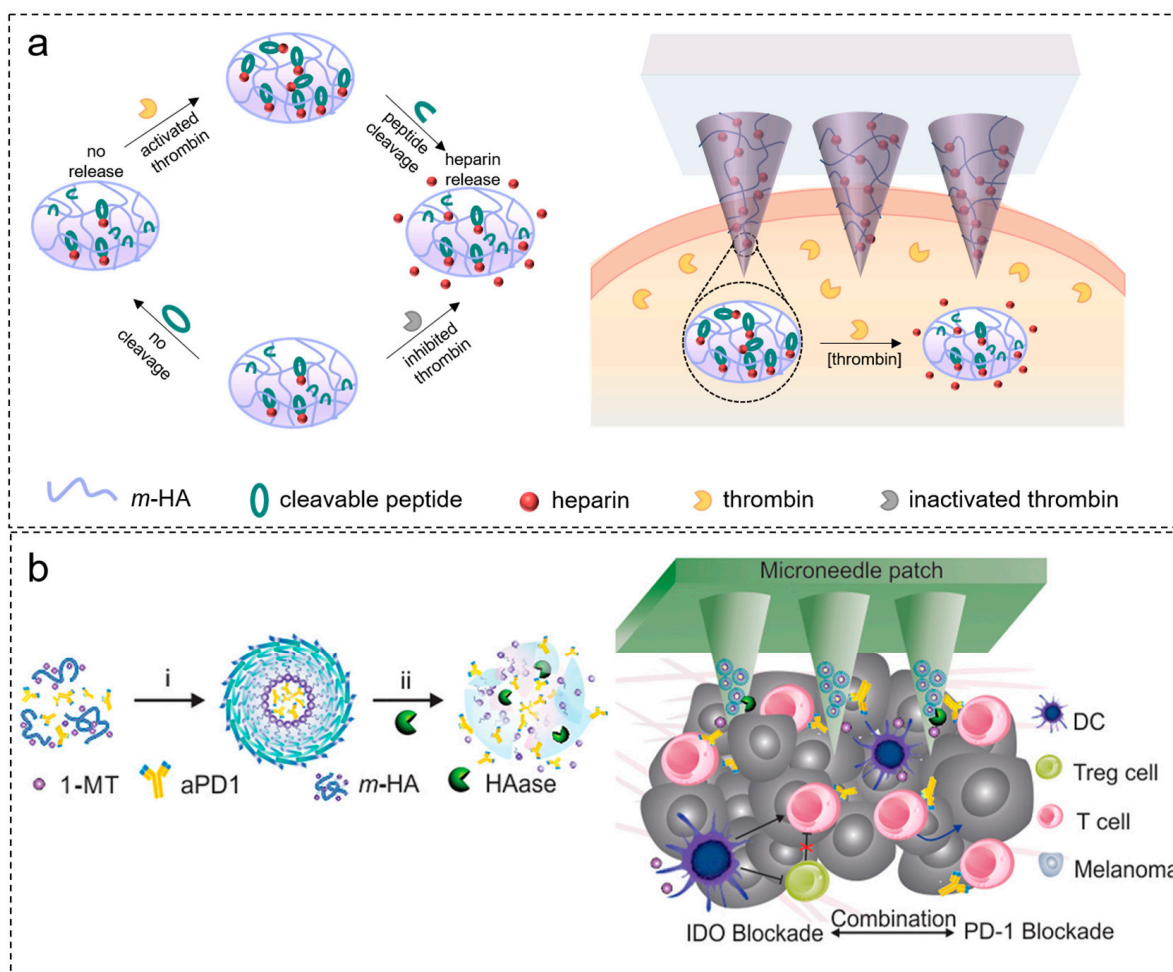 a
activated
thrombin
peptide
cleavage
no
release
heparin
release
no
cleavage
inhibited
thrombin
[thrombin]
m-HA
cleavable peptide
heparin
thrombin
inactivated thrombin
b
Microneedle patch
i
ii
1-MT
aPD1
m-HA
HAase
DC
Treg cell
T cell
Melanoma
IDO Blockade
Combination
PD-1 Blockade